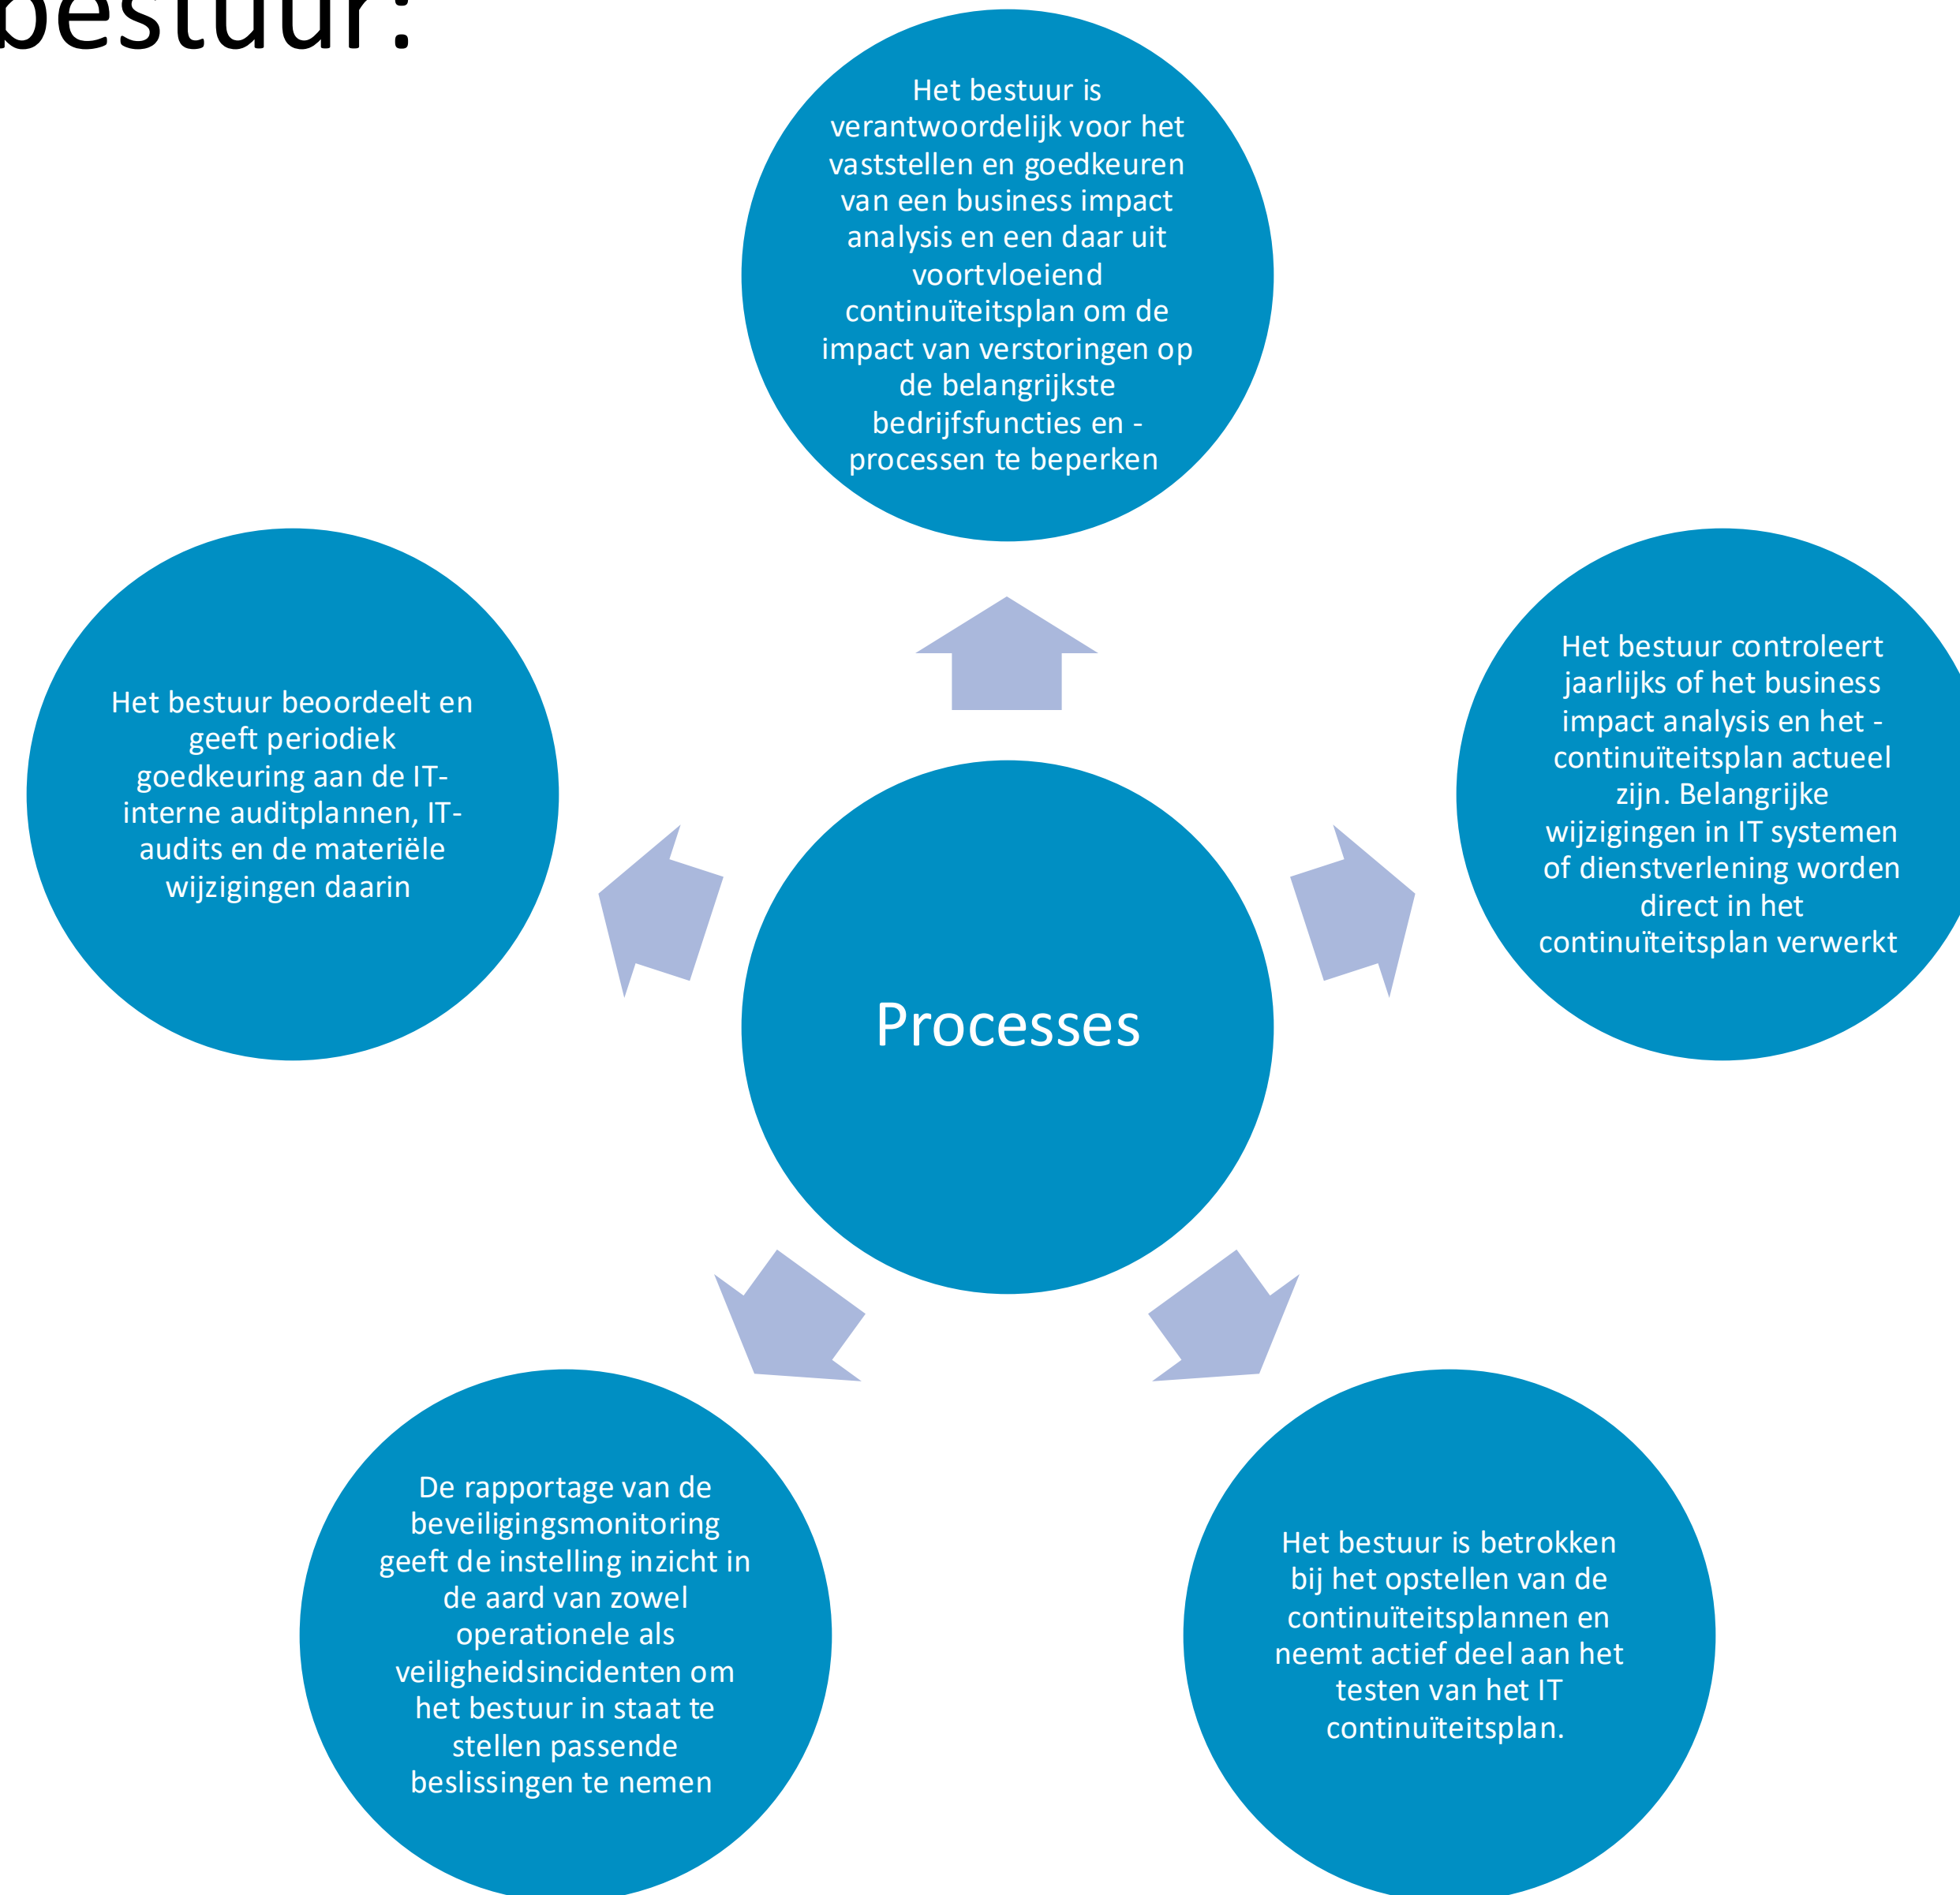 bestuur:
Het bestuur is
verantwoordelijk voor het
vaststellen en goedkeuren
van een business impact
analysis en een daar uit
voortvloeiend
continuïteitsplan om de
impact van verstoringen op
de belangrijkste
bedrijfsfuncties en -
processen te beperken
Het bestuur controleert
jaarlijks of het business
impact analysis en het -
continuïteitsplan actueel
zijn. Belangrijke
wijzigingen in IT systemen
of dienstverlening worden
direct in het
continuïteitsplan verwerkt
Het bestuur beoordeelt en
geeft periodiek
goedkeuring aan de IT-
interne auditplannen, IT-
audits en de materiële
wijzigingen daarin
Processes
De rapportage van de
beveiligingsmonitoring
geeft de instelling inzicht in
de aard van zowel
operationele als
veiligheidsincidenten om
het bestuur in staat te
stellen passende
beslissingen te nemen
Het bestuur is betrokken
bij het opstellen van de
continuïteitsplannen en
neemt actief deel aan het
testen van het IT
continuïteitsplan.